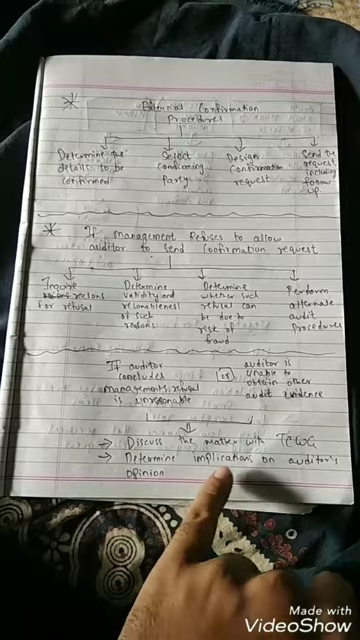 External Confirmation
Procedures
Determine the
details to be
confirmed
Select
confirming
Party
Design
Confirmation
request
Send the
request
including
follow
up
If Management Refuses to allow
auditor to send Confirmation request
Inquire
reasons
for refusal
Determine
validity and
resonableness
of such
reasons
Determine
whether such
refusal can
be due to
risk of
fraud
Perform
alternate
audit
Procedures
If auditor
concludes
management's refusal
is unresonable
or
auditor is
unable to
obtain other
audit evidence
→ Discuss the matter with TCWG
→ Determine implications on auditor's
opinion
Made with
VideoShow